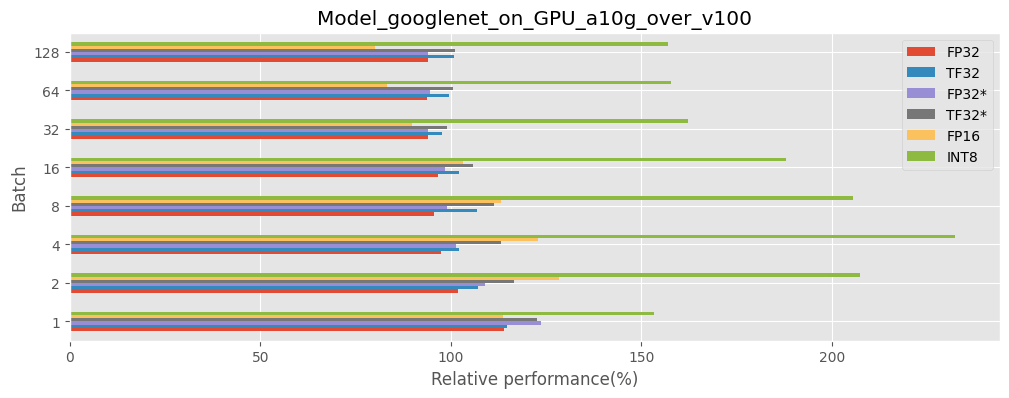 Model_googlenet_on_GPU_a10g_over_v100
Batch
128
64
32
16
8
4
2
1
0 50 100 150 200
Relative performance(%)
FP32
TF32
FP32*
TF32*
FP16
INT8